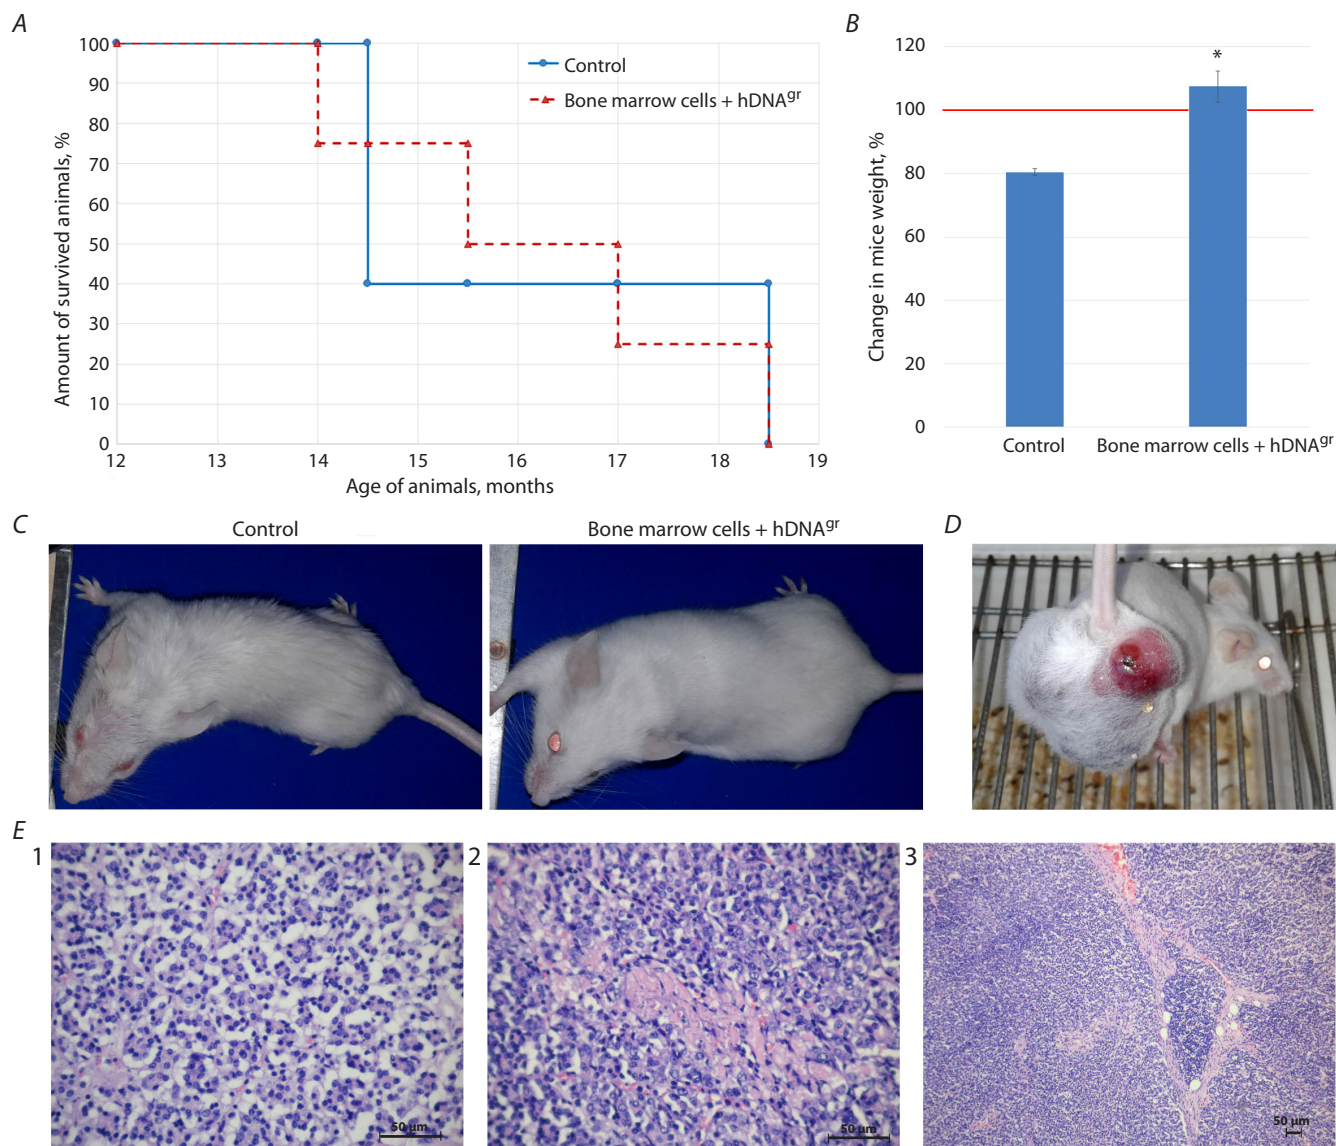 A
Amount of survived animals, %
100
90
80
70
60
50
40
30
20
10
0
12
13
14
15
16
17
18
19
Age of animals, months
Control
Bone marrow cells + hDNAgr
B
Change in mice weight, %
120
100
80
60
40
20
0
*
Control
Bone marrow cells + hDNAgr
C
Control
Bone marrow cells + hDNAgr
D
E
1
50 µm
2
50 µm
3
50 µm